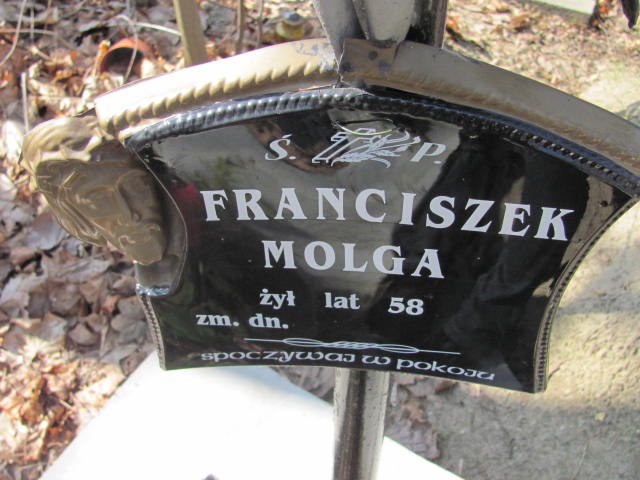 Ś. P.
FRANCISZEK
MOLGA
żył lat 58
zm. dn.
spoczywaj w pokoju